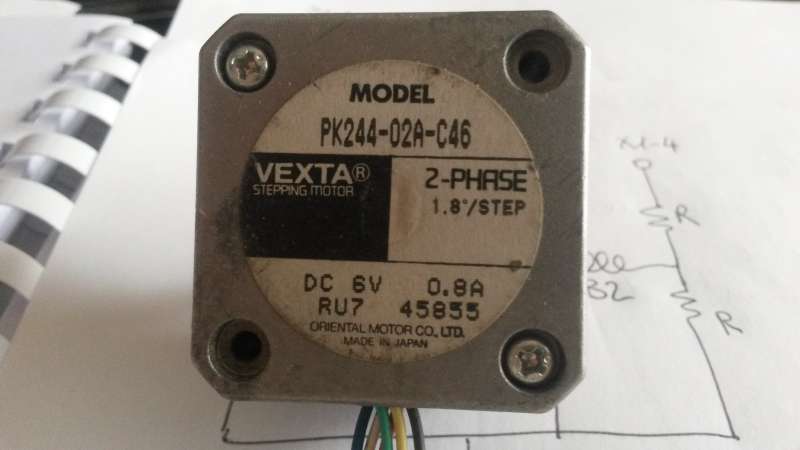 MODEL
PK244-02A-C46
VEXTA®
STEPPING MOTOR
2-PHASE
1.8°/STEP
DC 6V 0.8A
RU7 45855
ORIENTAL MOTOR CO., LTD.
MADE IN JAPAN
R
R